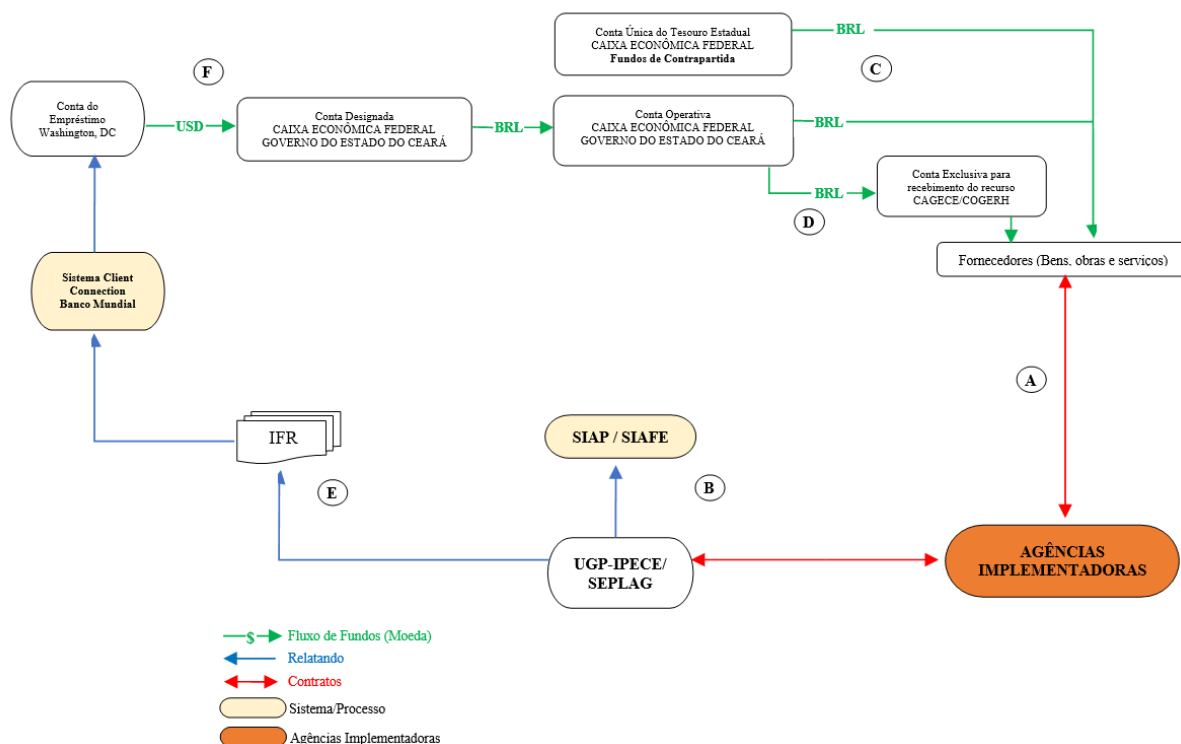 Conta Única do Tesouro Estadual
CAIXA ECONÔMICA FEDERAL
Fundos de Contrapartida
BRL
C
F
Conta do
Empréstimo
Washington, DC
USD
Conta Designada
CAIXA ECONÔMICA FEDERAL
GOVERNO DO ESTADO DO CEARÁ
BRL
Conta Operativa
CAIXA ECONÔMICA FEDERAL
GOVERNO DO ESTADO DO CEARÁ
BRL
BRL
D
Conta Exclusiva para
recebimento do recurso
CAGECE/COGERH
Fornecedores (Bens, obras e serviços)
Sistema Client
Connection
Banco Mundial
A
IFR
SIAP / SIAFE
E
B
UGP-IPECE/
SEPLAG
AGÊNCIAS
IMPLEMENTADORAS
$ Fluxo de Fundos (Moeda)
Relatando
Contratos
Sistema/Processo
Agências Implementadoras